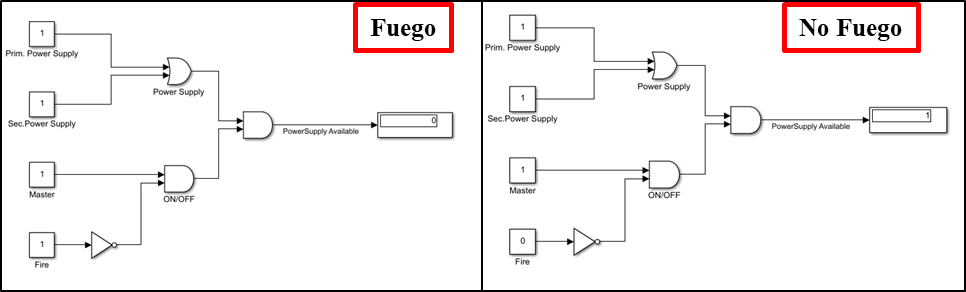 Fuego
1
Prim. Power Supply
Power Supply
1
Sec.Power Supply
0
PowerSupply Available
1
Master
ON/OFF
1
Fire
No Fuego
1
Prim. Power Supply
Power Supply
1
Sec.Power Supply
1
PowerSupply Available
1
Master
ON/OFF
0
Fire